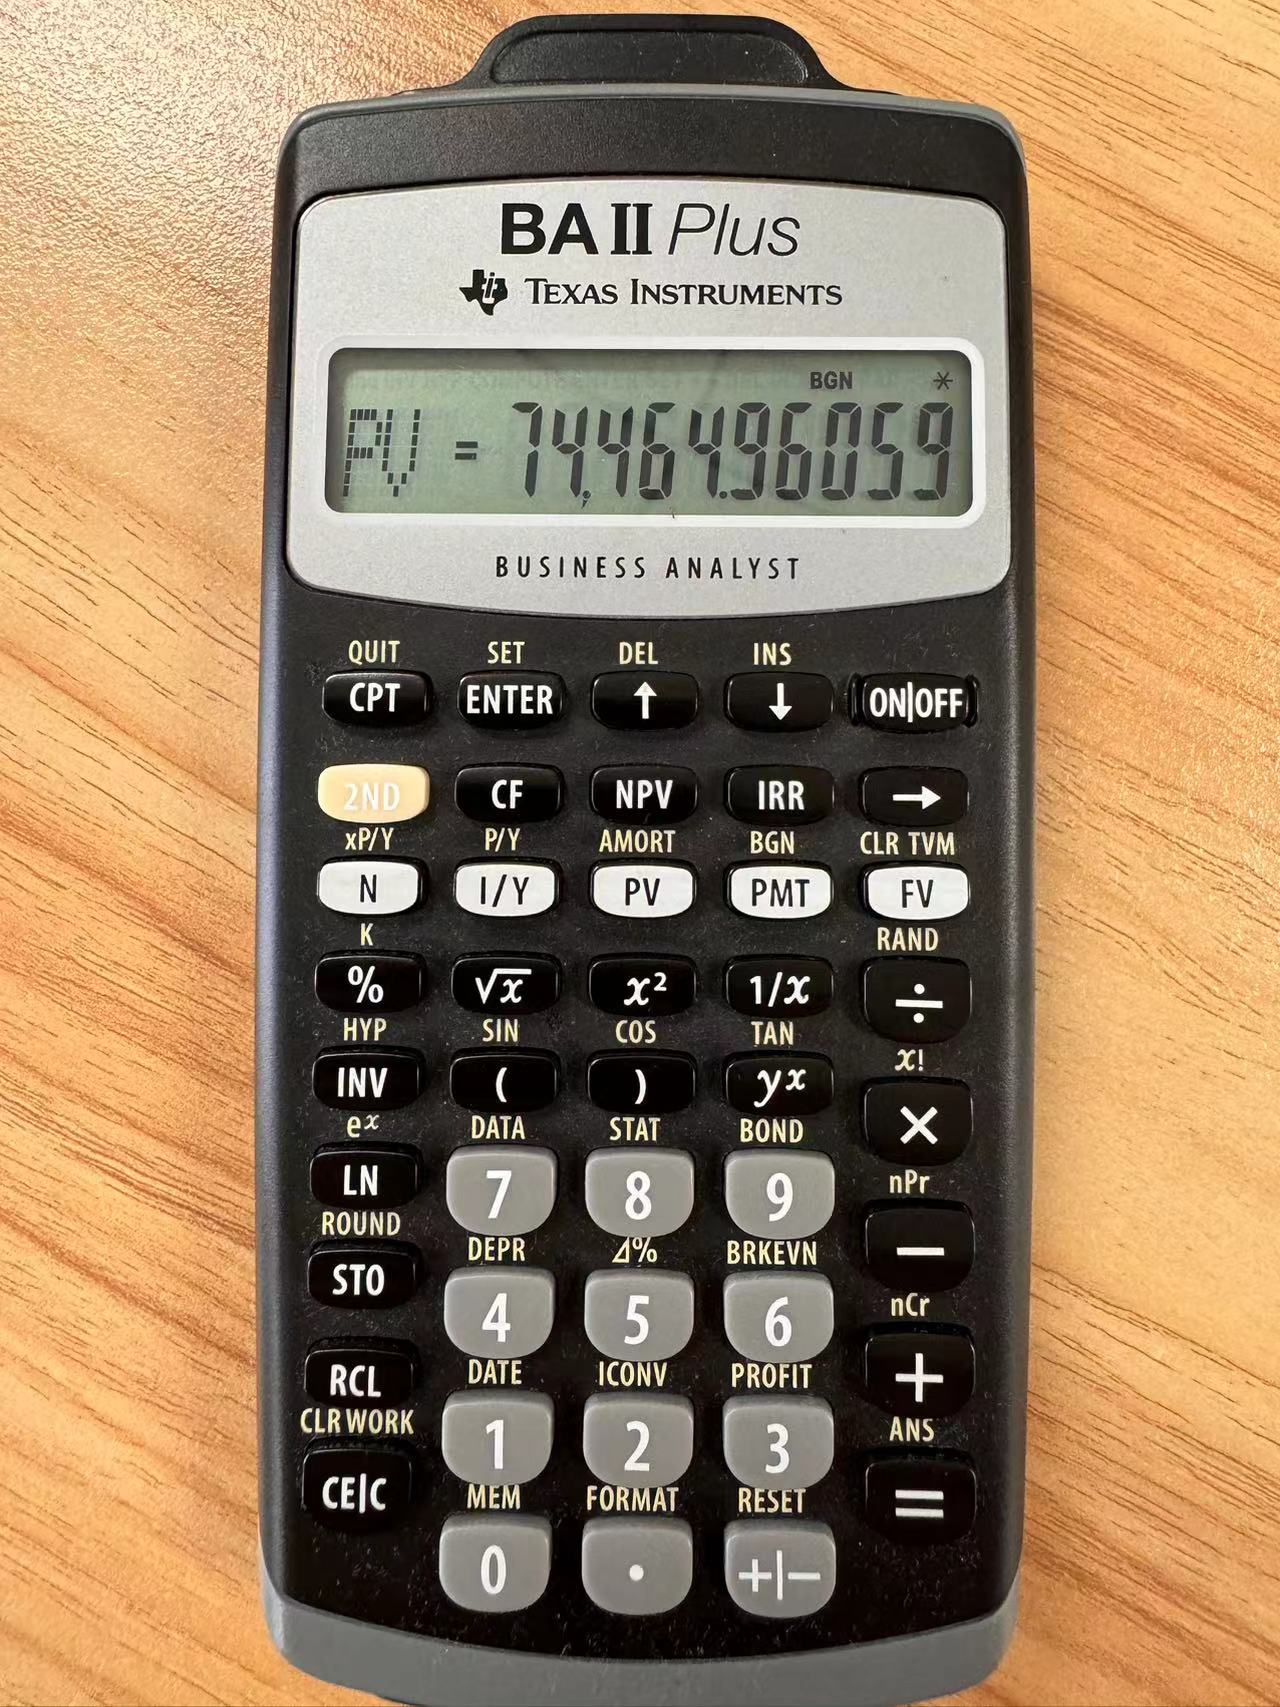 BA II Plus
TEXAS INSTRUMENTS
BGN *
PV = 74,464.96059
BUSINESS ANALYST
QUIT SET DEL INS
CPT ENTER ↑ ↓ ON|OFF
2ND CF NPV IRR →
xP/Y P/Y AMORT BGN CLR TVM
N I/Y PV PMT FV
K RAND
% √x x² 1/x ÷
HYP SIN COS TAN x!
INV ( ) yˣ ×
eˣ DATA STAT BOND nPr
LN 7 8 9 −
ROUND DEPR Δ% BRKEVN nCr
STO 4 5 6 +
DATE ICONV PROFIT ANS
RCL 1 2 3 =
CLR WORK MEM FORMAT RESET
CE|C 0 . +|−